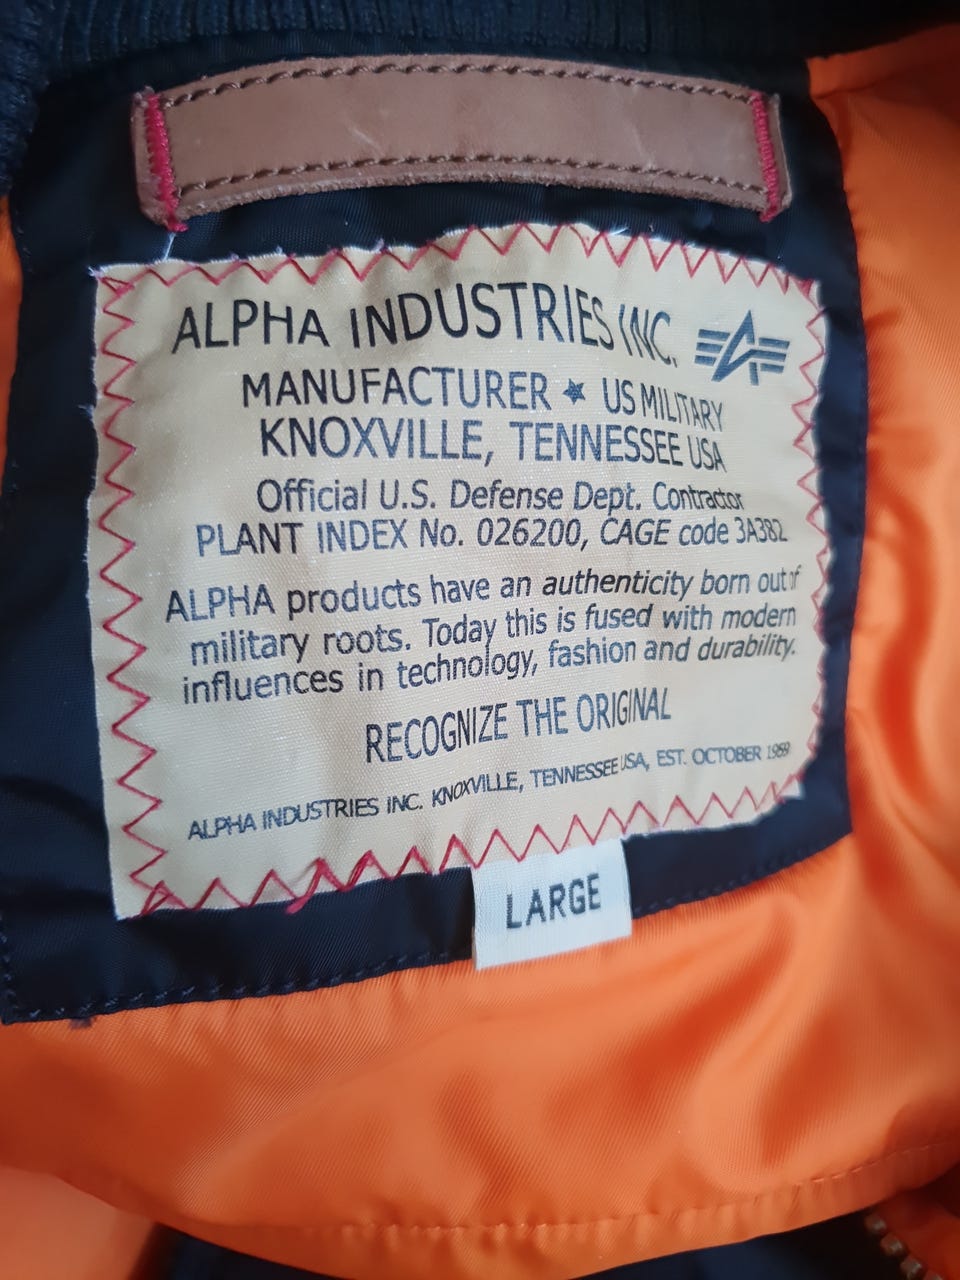 ALPHA INDUSTRIES INC.
MANUFACTURER ★ US MILITARY
KNOXVILLE, TENNESSEE USA
Official U.S. Defense Dept. Contractor
PLANT INDEX No. 026200, CAGE code 3A382
ALPHA products have an authenticity born out of
military roots. Today this is fused with modern
influences in technology, fashion and durability.
RECOGNIZE THE ORIGINAL
ALPHA INDUSTRIES INC. KNOXVILLE, TENNESSEE USA, EST. OCTOBER 1959
LARGE